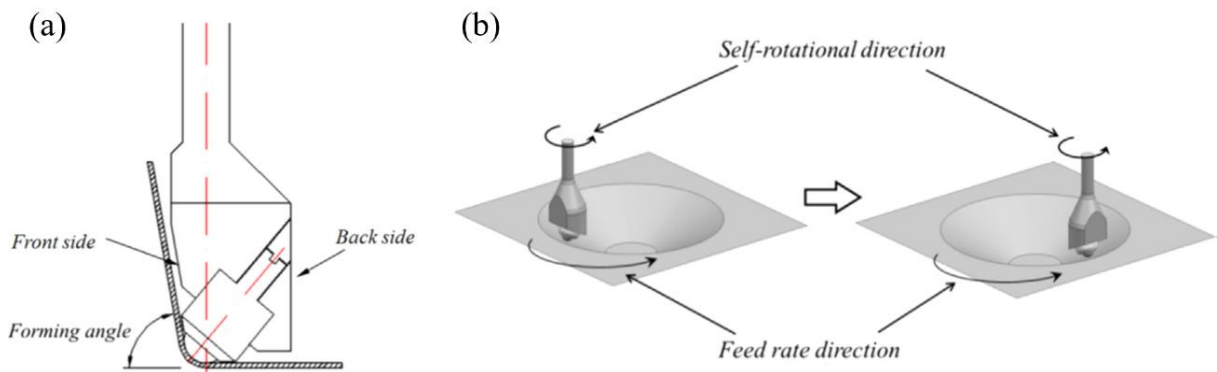 (a)
Front side
Back side
Forming angle
(b)
Self-rotational direction
Feed rate direction